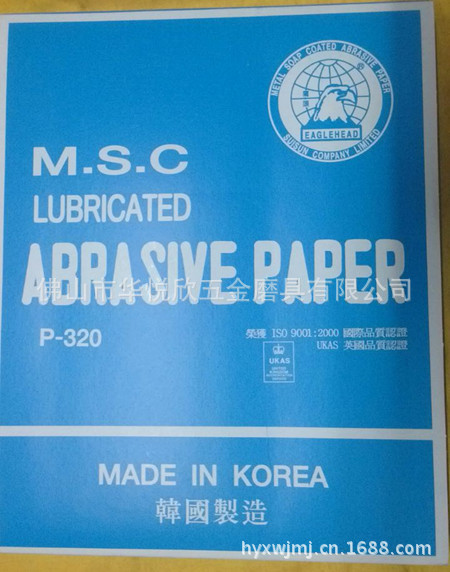 METAL SOAP COATED ABRASIVE PAPER
EAGLEHEAD
SUISUN COMPANY LIMITED
M.S.C
LUBRICATED
ABRASIVE PAPER
佛山市华悦欣五金磨具有限公司
P-320
榮獲 ISO 9001:2000 國際品質認證
UKAS 英國品質認證
UKAS
MADE IN KOREA
韓國製造
hyxwjmj.cn.1688.com